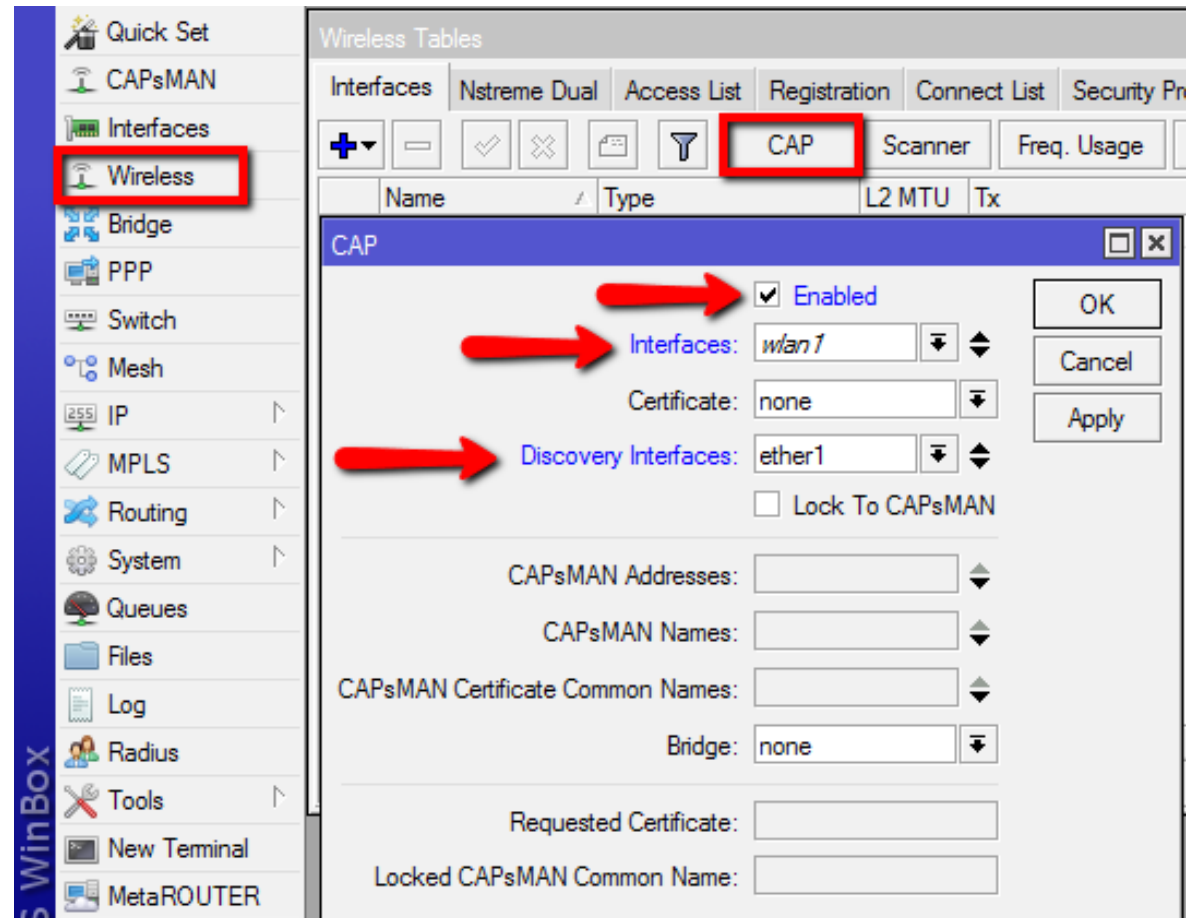 Quick Set
CAPsMAN
Interfaces
Wireless
Bridge
PPP
Switch
Mesh
255 IP
MPLS
Routing
System
Queues
Files
Log
Radius
Tools
New Terminal
MetaROUTER
WinBox
Wireless Tables
Interfaces Nstreme Dual Access List Registration Connect List Security
CAP Scanner Freq. Usage
Name Type L2 MTU Tx
CAP
Enabled
OK
Interfaces: wlan1
Cancel
Certificate: none
Apply
Discovery Interfaces: ether1
Lock To CAPsMAN
CAPsMAN Addresses:
CAPsMAN Names:
CAPsMAN Certificate Common Names:
Bridge: none
Requested Certificate:
Locked CAPsMAN Common Name: